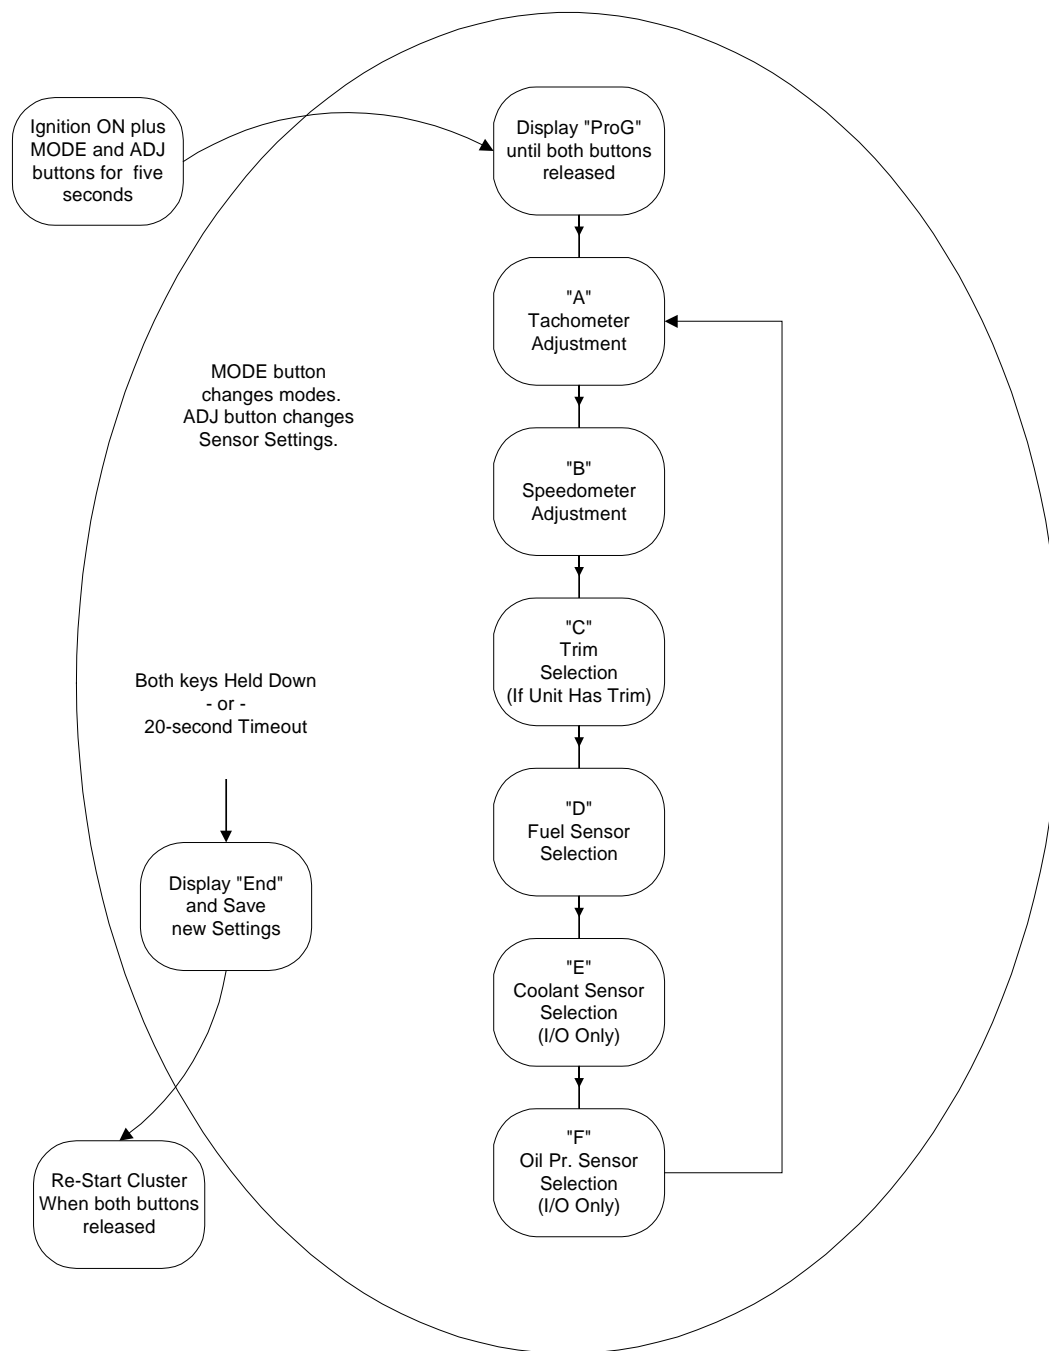 Ignition ON plus
MODE and ADJ
buttons for five
seconds
Display "ProG"
until both buttons
released
"A"
Tachometer
Adjustment
MODE button
changes modes.
ADJ button changes
Sensor Settings.
"B"
Speedometer
Adjustment
"C"
Trim
Selection
(If Unit Has Trim)
Both keys Held Down
- or -
20-second Timeout
"D"
Fuel Sensor
Selection
Display "End"
and Save
new Settings
"E"
Coolant Sensor
Selection
(I/O Only)
"F"
Oil Pr. Sensor
Selection
(I/O Only)
Re-Start Cluster
When both buttons
released